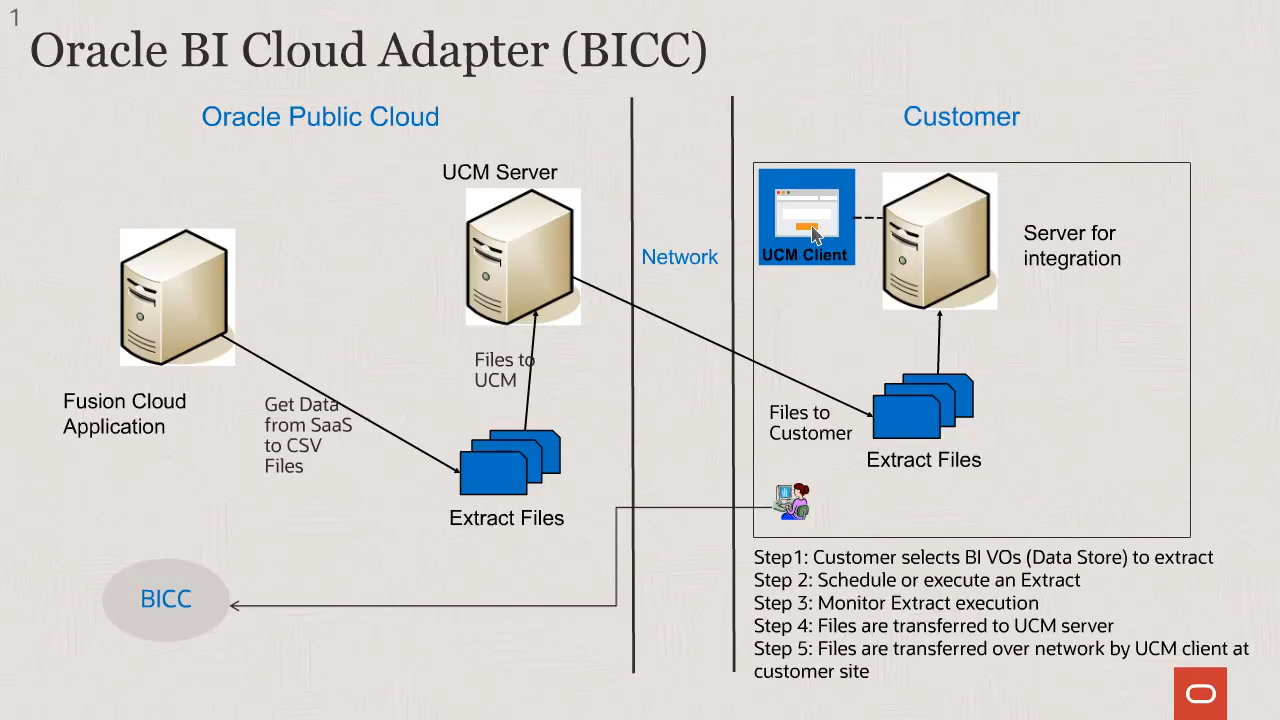 1
Oracle BI Cloud Adapter (BICC)
Oracle Public Cloud
Customer
UCM Server
Network
UCM Client
Server for
integration
Files to
UCM
Fusion Cloud
Application
Get Data
from SaaS
to CSV
Files
Files to
Customer
Extract Files
Extract Files
BICC
Step1: Customer selects BI VOs (Data Store) to extract
Step 2: Schedule or execute an Extract
Step 3: Monitor Extract execution
Step 4: Files are transferred to UCM server
Step 5: Files are transferred over network by UCM client at
customer site